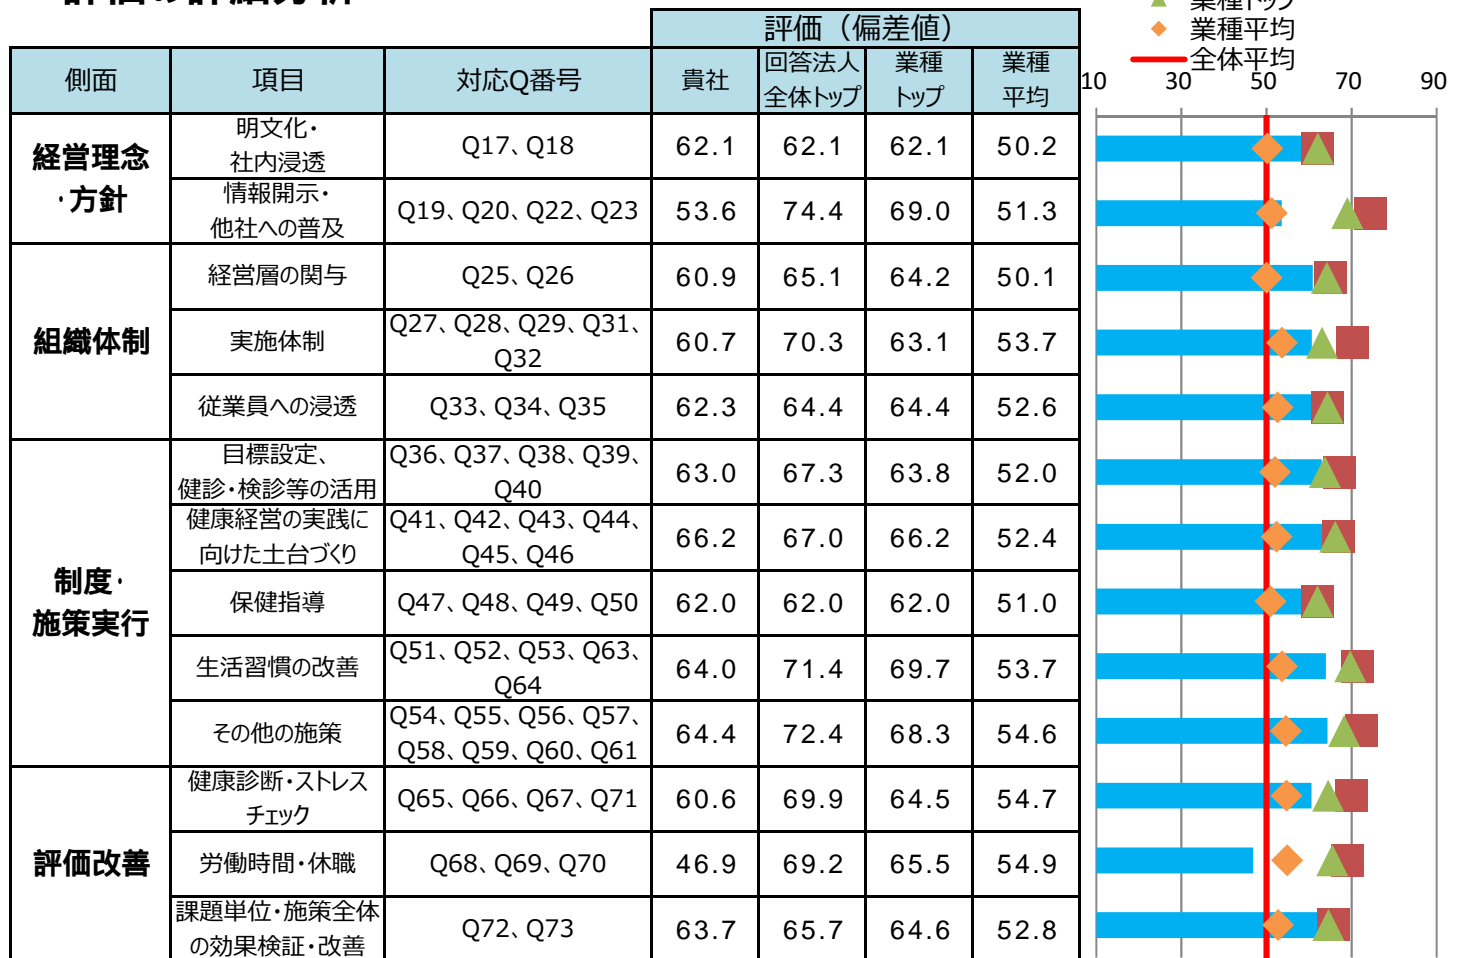 評価の詳細分析
業種トップ
業種平均
全体平均
評価（偏差値）
側面 項目 対応Q番号 貴社 回答法人全体トップ 業種トップ 業種平均
10 30 50 70 90
経営理念・方針
明文化・社内浸透 Q17、Q18 62.1 62.1 62.1 50.2
情報開示・他社への普及 Q19、Q20、Q22、Q23 53.6 74.4 69.0 51.3
組織体制
経営層の関与 Q25、Q26 60.9 65.1 64.2 50.1
実施体制 Q27、Q28、Q29、Q31、Q32 60.7 70.3 63.1 53.7
従業員への浸透 Q33、Q34、Q35 62.3 64.4 64.4 52.6
制度・施策実行
目標設定、健診・検診等の活用 Q36、Q37、Q38、Q39、Q40 63.0 67.3 63.8 52.0
健康経営の実践に向けた土台づくり Q41、Q42、Q43、Q44、Q45、Q46 66.2 67.0 66.2 52.4
保健指導 Q47、Q48、Q49、Q50 62.0 62.0 62.0 51.0
生活習慣の改善 Q51、Q52、Q53、Q63、Q64 64.0 71.4 69.7 53.7
その他の施策 Q54、Q55、Q56、Q57、Q58、Q59、Q60、Q61 64.4 72.4 68.3 54.6
評価改善
健康診断・ストレスチェック Q65、Q66、Q67、Q71 60.6 69.9 64.5 54.7
労働時間・休職 Q68、Q69、Q70 46.9 69.2 65.5 54.9
課題単位・施策全体の効果検証・改善 Q72、Q73 63.7 65.7 64.6 52.8